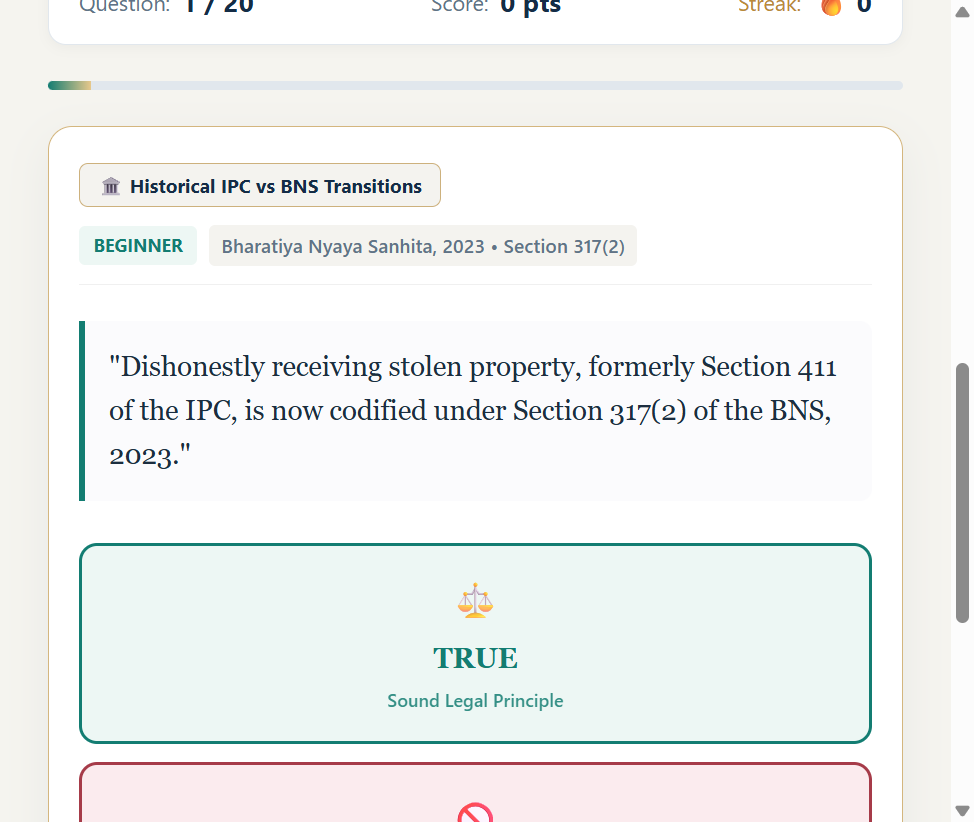 Question: 1 / 20 Score: 0 pts Streak: 🔥 0
🏛️ Historical IPC vs BNS Transitions
BEGINNER Bharatiya Nyaya Sanhita, 2023 • Section 317(2)
"Dishonestly receiving stolen property, formerly Section 411
of the IPC, is now codified under Section 317(2) of the BNS,
2023."
TRUE
Sound Legal Principle